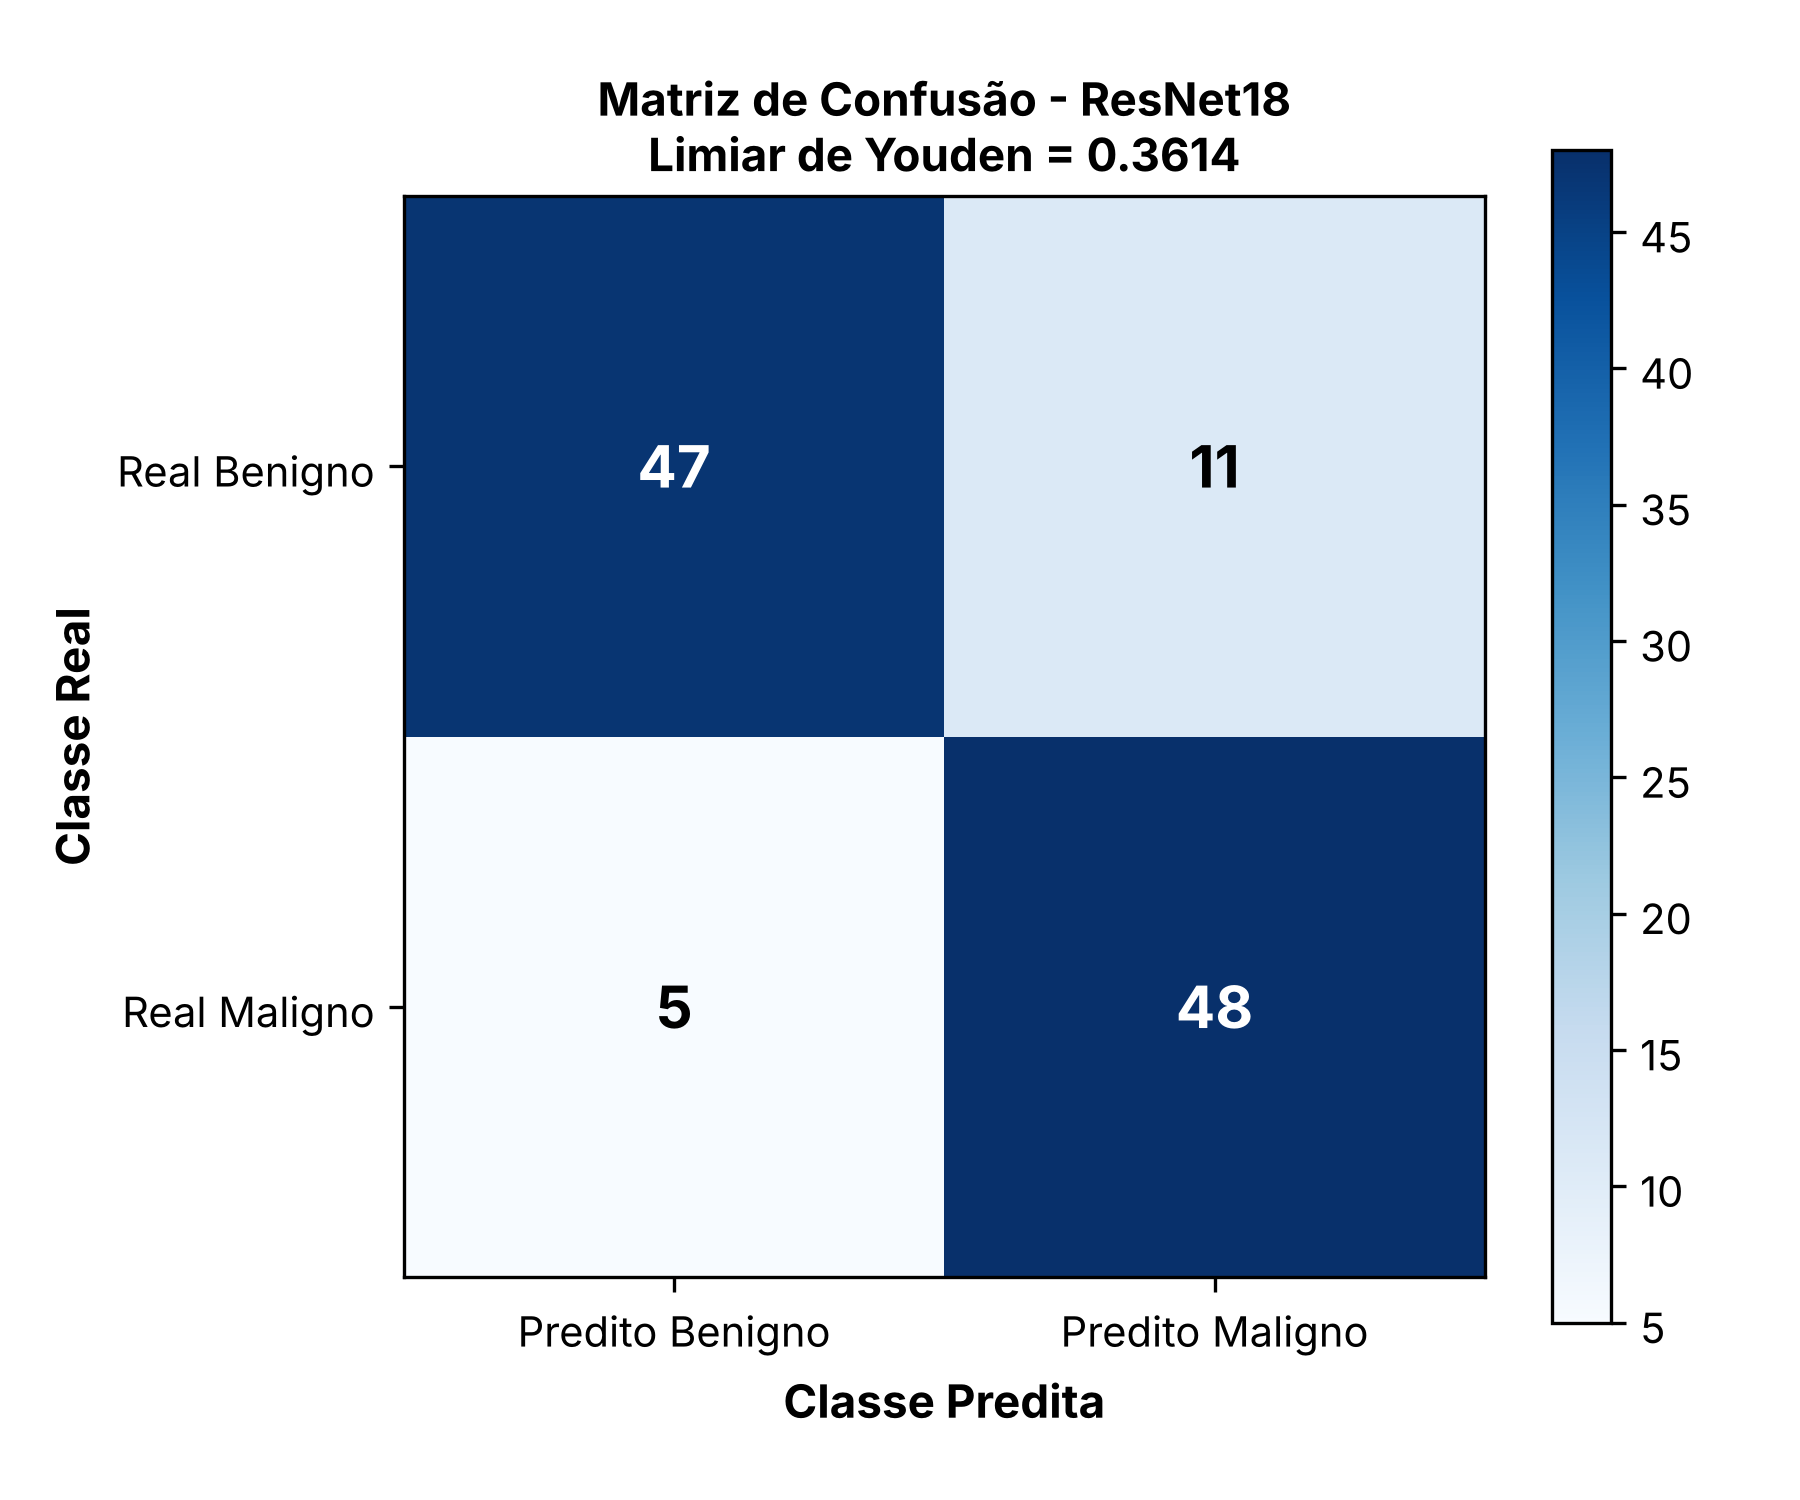 Matriz de Confusão - ResNet18
Limiar de Youden = 0.3614
Classe Real
Real Benigno
47
11
Real Maligno
5
48
Predito Benigno
Predito Maligno
Classe Predita
45
40
35
30
25
20
15
10
5